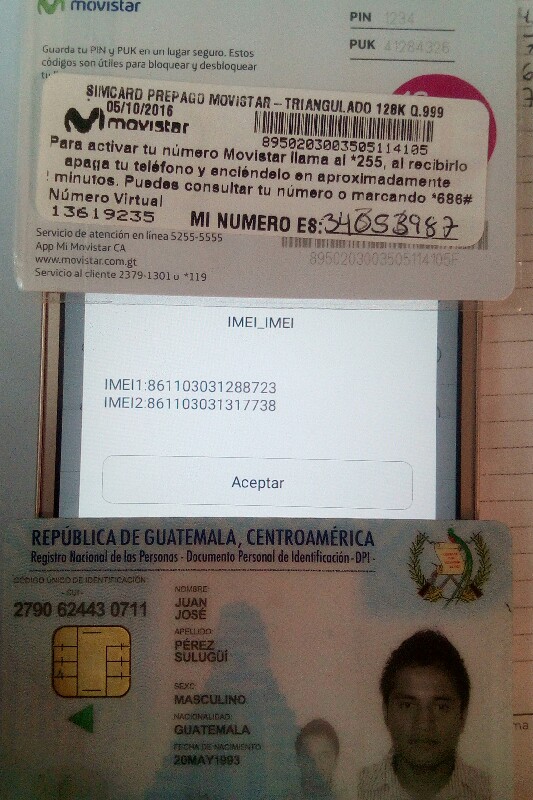 movistar
PIN 1234
PUK 41284326
Guarda tu PIN y PUK en un lugar seguro. Estos
códigos son útiles para bloquear y desbloquear
SIMCARD PREPAGO MOVISTAR - TRIANGULADO 128K Q.999
05/10/2016
movistar
8950203003505114105
Para activar tu número Movistar llama al *255, al recibirlo
apaga tu teléfono y enciéndelo en aproximadamente
minutos. Puedes consultar tu número marcando *686#
Número Virtual
13619235
MI NUMERO ES: 34053987
Servicio de atención en línea 5255-5555
App Mi Movistar CA
www.movistar.com.gt
Servicio al cliente 2379-1301 o *119
8950203003505114105F
IMEI_IMEI
IMEI1:861103031288723
IMEI2:861103031317738
Aceptar
REPÚBLICA DE GUATEMALA, CENTROAMÉRICA
Registro Nacional de las Personas - Documento Personal de Identificación -DPI-
CÓDIGO ÚNICO DE IDENTIFICACIÓN
-CUI-
2790 62443 0711
NOMBRE:
JUAN
JOSÉ
APELLIDO:
PÉREZ
SULUGÜÍ
SEXO:
MASCULINO
NACIONALIDAD:
GUATEMALA
FECHA DE NACIMIENTO:
20MAY1993